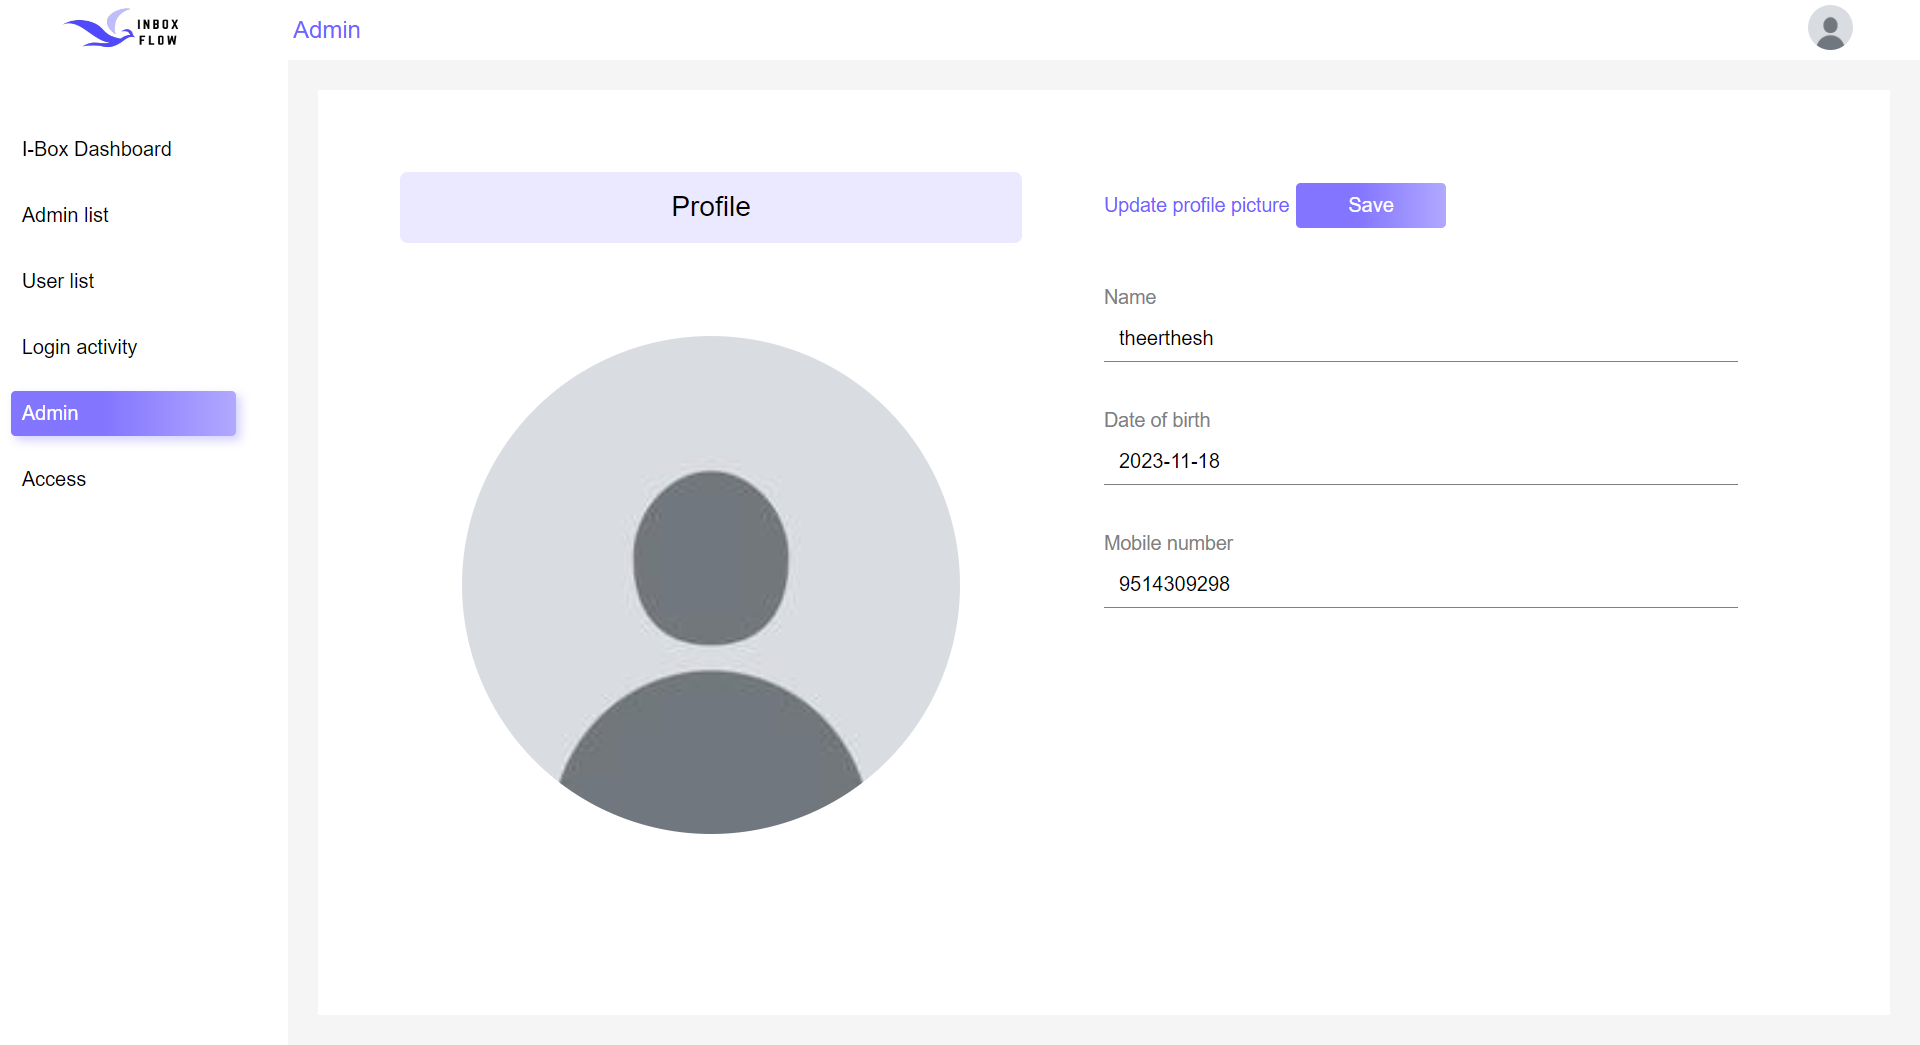 INBOX
FLOW
Admin
I-Box Dashboard
Admin list
User list
Login activity
Admin
Access
Profile
Update profile picture
Save
Name
theerthesh
Date of birth
2023-11-18
Mobile number
9514309298